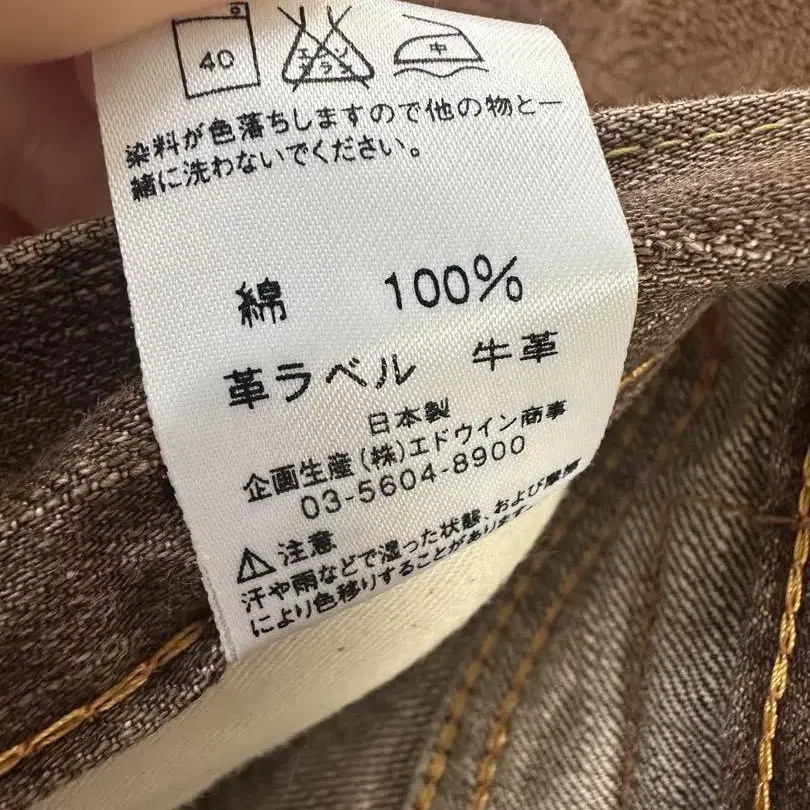 40
エンソ
サラシ
中
染料が色落ちしますので他の物と一
緒に洗わないでください。
綿 100%
革ラベル 牛革
日本製
企画生産(株)エドウイン商事
03-5604-8900
注意
汗や雨などで湿った状態、および摩擦
により色移りすることがあります。